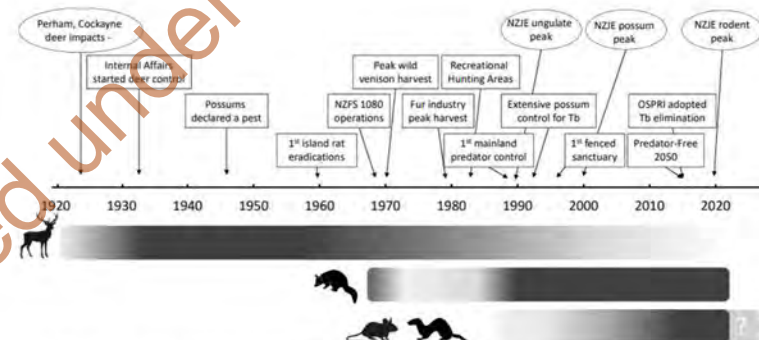 Perham, Cockayne
deer impacts -
NZJE ungulate
peak
NZJE possum
peak
NZJE rodent
peak
Internal Affairs
started deer control
Peak wild
venison harvest
Recreational
Hunting Areas
Possums
declared a pest
NZFS 1080
operations
Fur industry
peak harvest
Extensive possum
control for Tb
OSPRI adopted
Tb elimination
1st island rat
eradications
1st mainland
predator control
1st fenced
sanctuary
Predator-Free
2050
1920 1930 1940 1950 1960 1970 1980 1990 2000 2010 2020
?
ed under